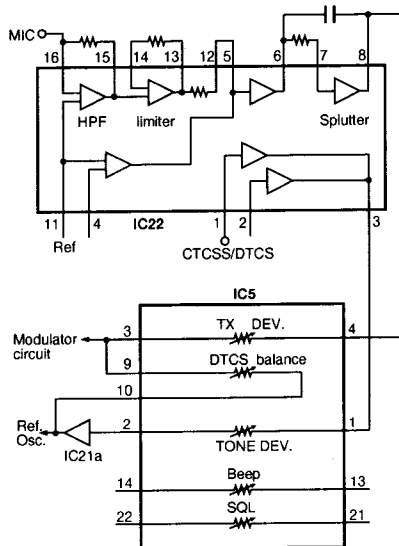 MIC
16 15 14 13 12 5 6 7 8
HPF limiter Splutter
11 4 IC22 1 2 3
Ref
CTCSS/DTCS
IC5
Modulator
circuit
3 TX DEV. 4
9 DTCS balance
10
Ref.
Osc.
IC21a
2 TONE DEV. 1
14 Beep 13
22 SQL 21